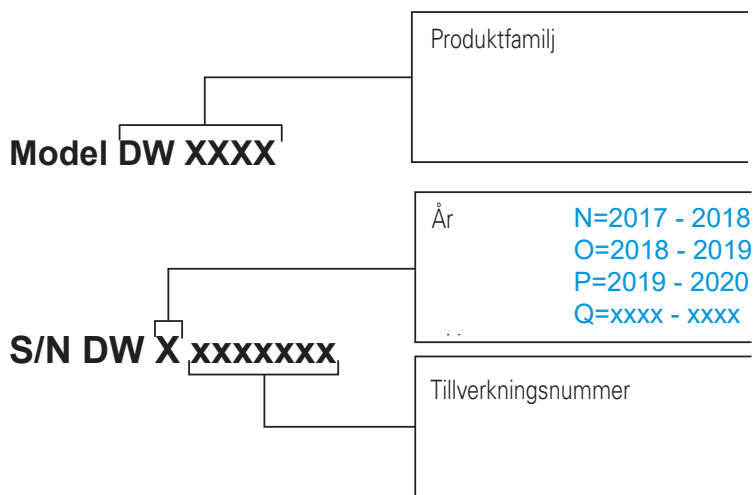 Produktfamilj
Model DW XXXX
År
N=2017 - 2018
O=2018 - 2019
P=2019 - 2020
Q=xxxx - xxxx
S/N DW X xxxxxxx
Tillverkningsnummer